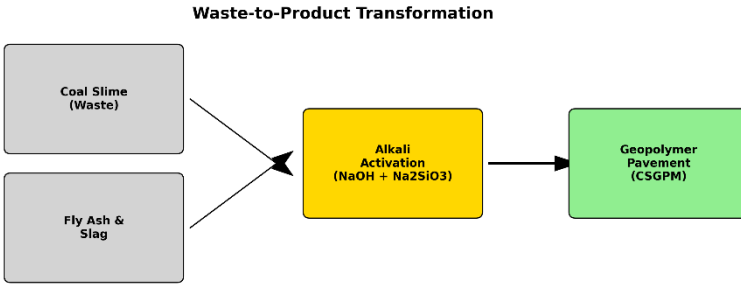 Waste-to-Product Transformation
Coal Slime
(Waste)
Fly Ash &
Slag
Alkali
Activation
(NaOH + Na2SiO3)
Geopolymer
Pavement
(CSGPM)